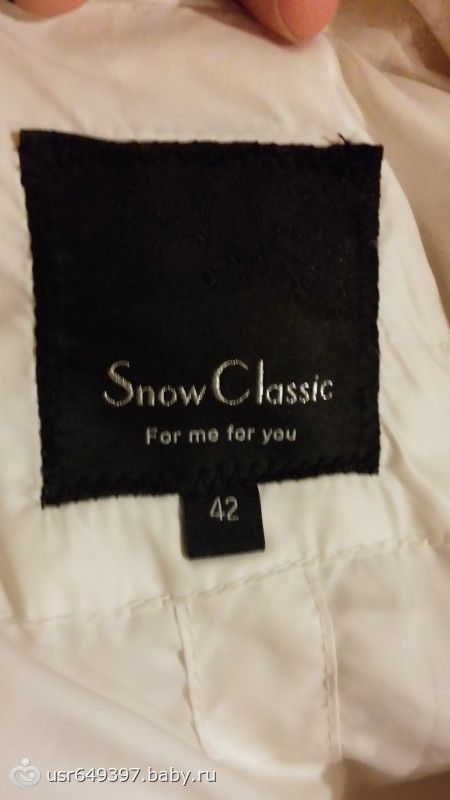 Snow Classic
For me for you
42
usr649397.baby.ru